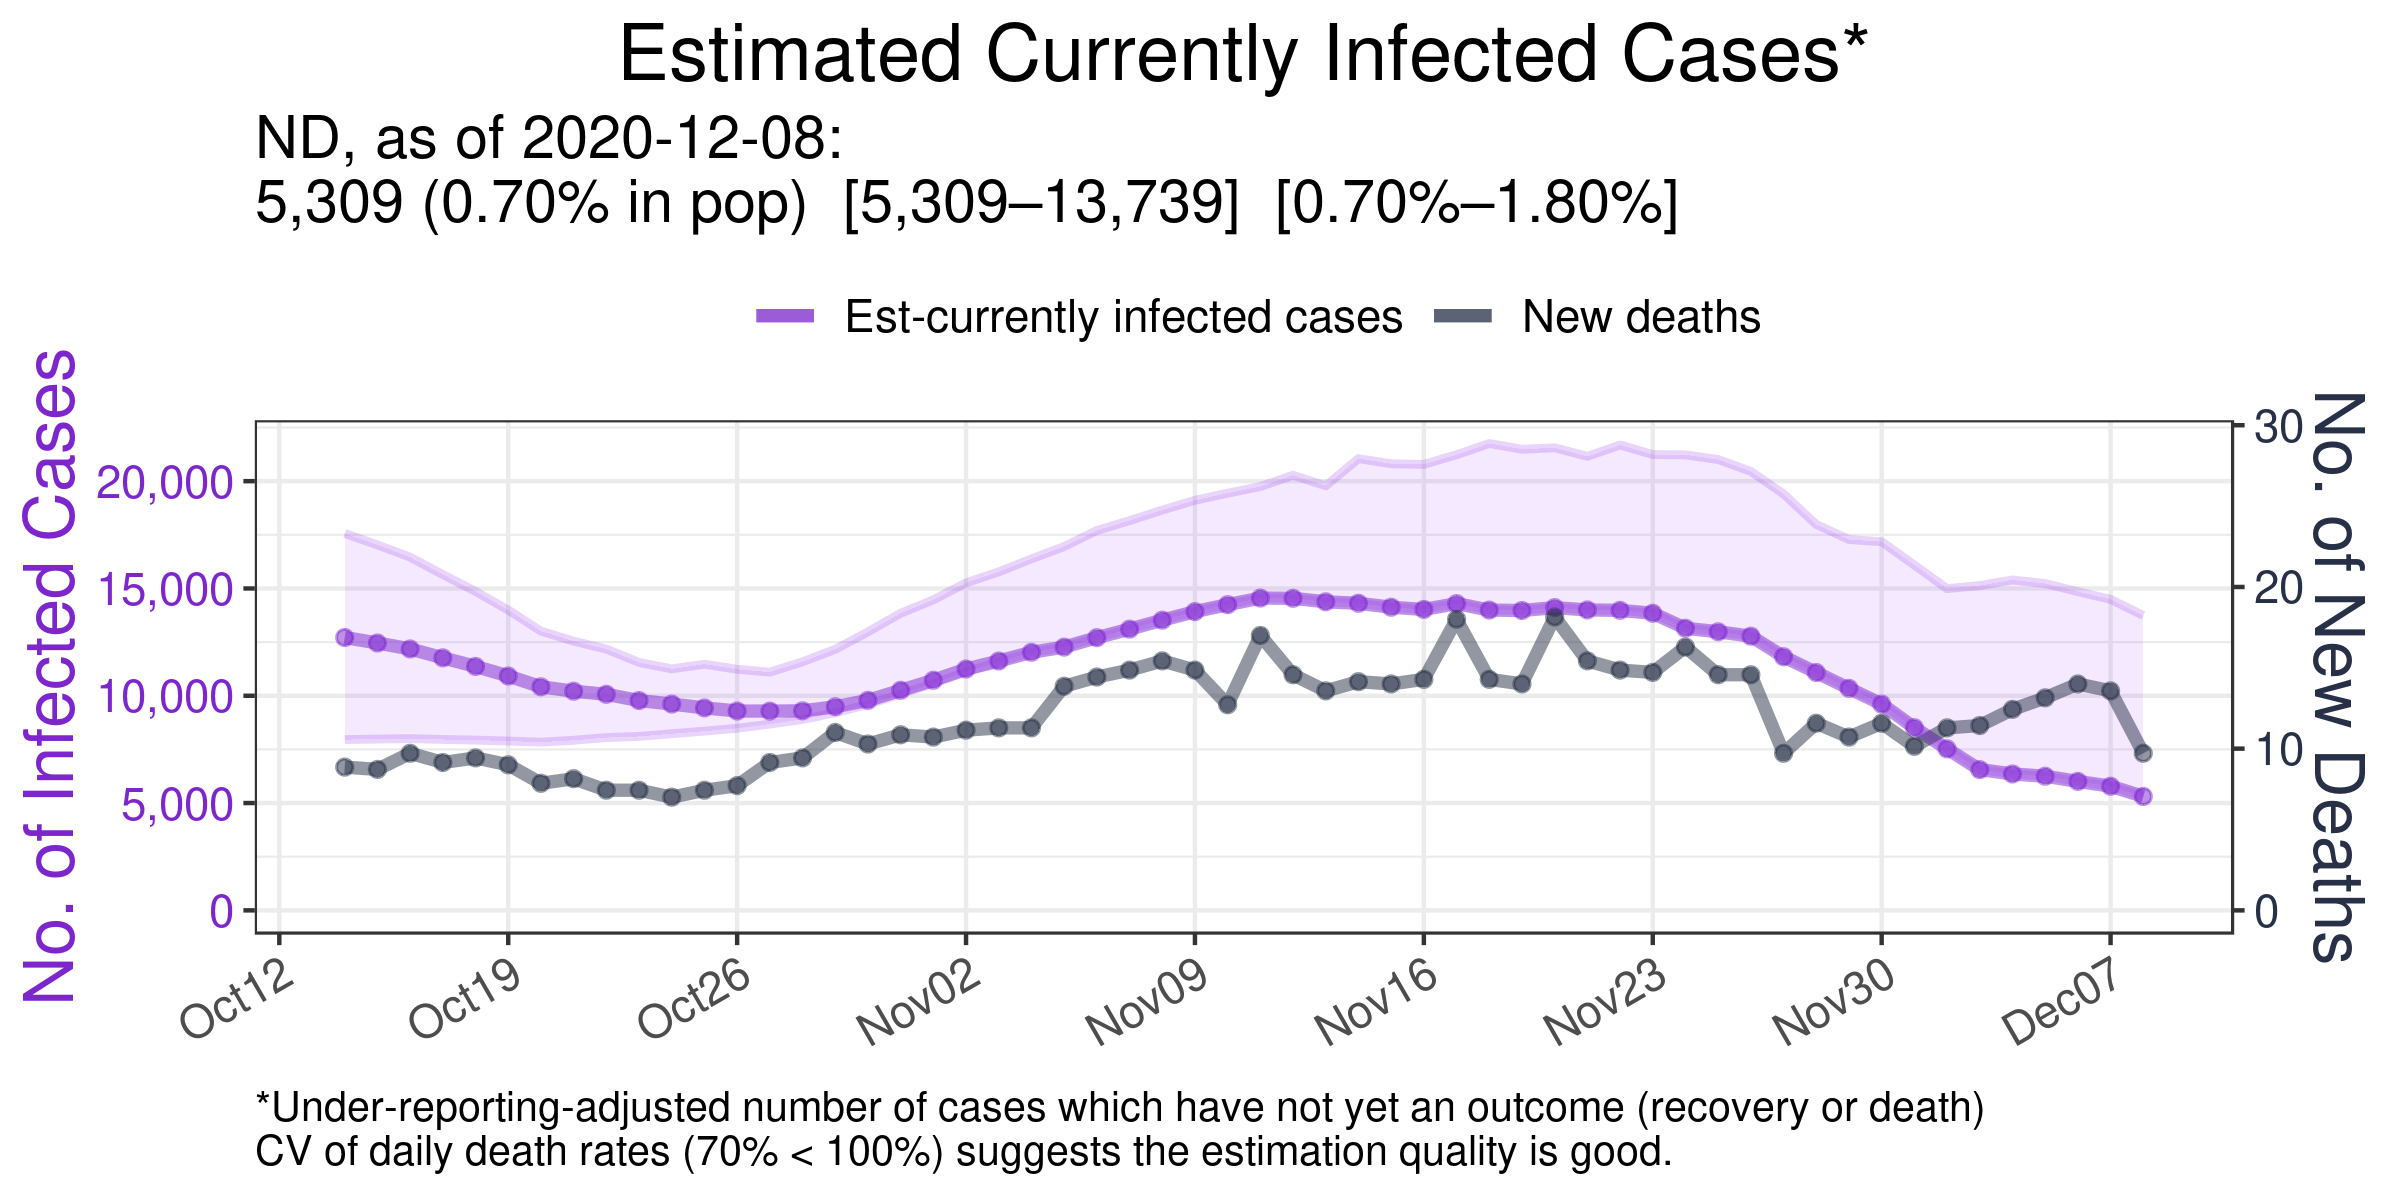 Estimated Currently Infected Cases*
ND, as of 2020-12-08:
5,309 (0.70% in pop)  [5,309–13,739]  [0.70%–1.80%]
Est-currently infected cases
New deaths
No. of Infected Cases
20,000
15,000
10,000
5,000
0
30
20
10
0
No. of New Deaths
Oct12
Oct19
Oct26
Nov02
Nov09
Nov16
Nov23
Nov30
Dec07
*Under-reporting-adjusted number of cases which have not yet an outcome (recovery or death)
CV of daily death rates (70% < 100%) suggests the estimation quality is good.